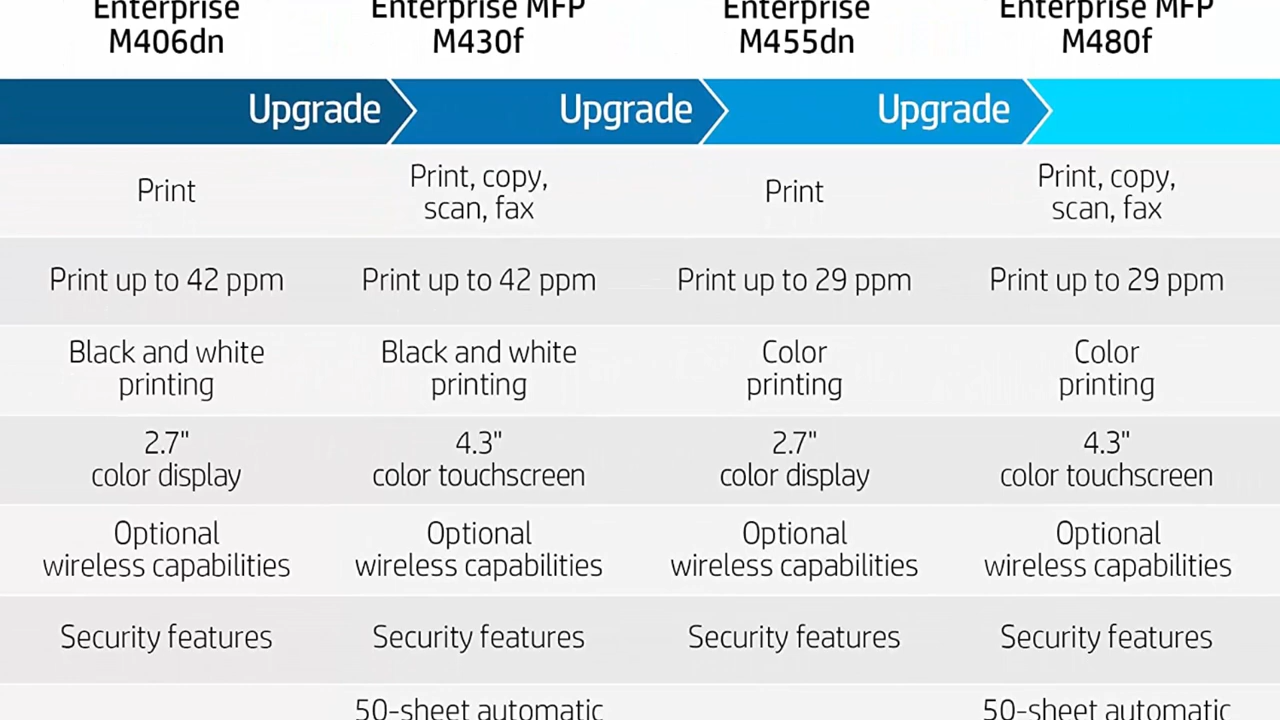 Enterprise Enterprise MFP Enterprise Enterprise MFP
M406dn M430f M455dn M480f
Upgrade Upgrade Upgrade
Print Print, copy, scan, fax Print Print, copy, scan, fax
Print up to 42 ppm Print up to 42 ppm Print up to 29 ppm Print up to 29 ppm
Black and white Black and white Color Color
printing printing printing printing
2.7" 4.3" 2.7" 4.3"
color display color touchscreen color display color touchscreen
Optional Optional Optional Optional
wireless capabilities wireless capabilities wireless capabilities wireless capabilities
Security features Security features Security features Security features
50-sheet automatic 50-sheet automatic